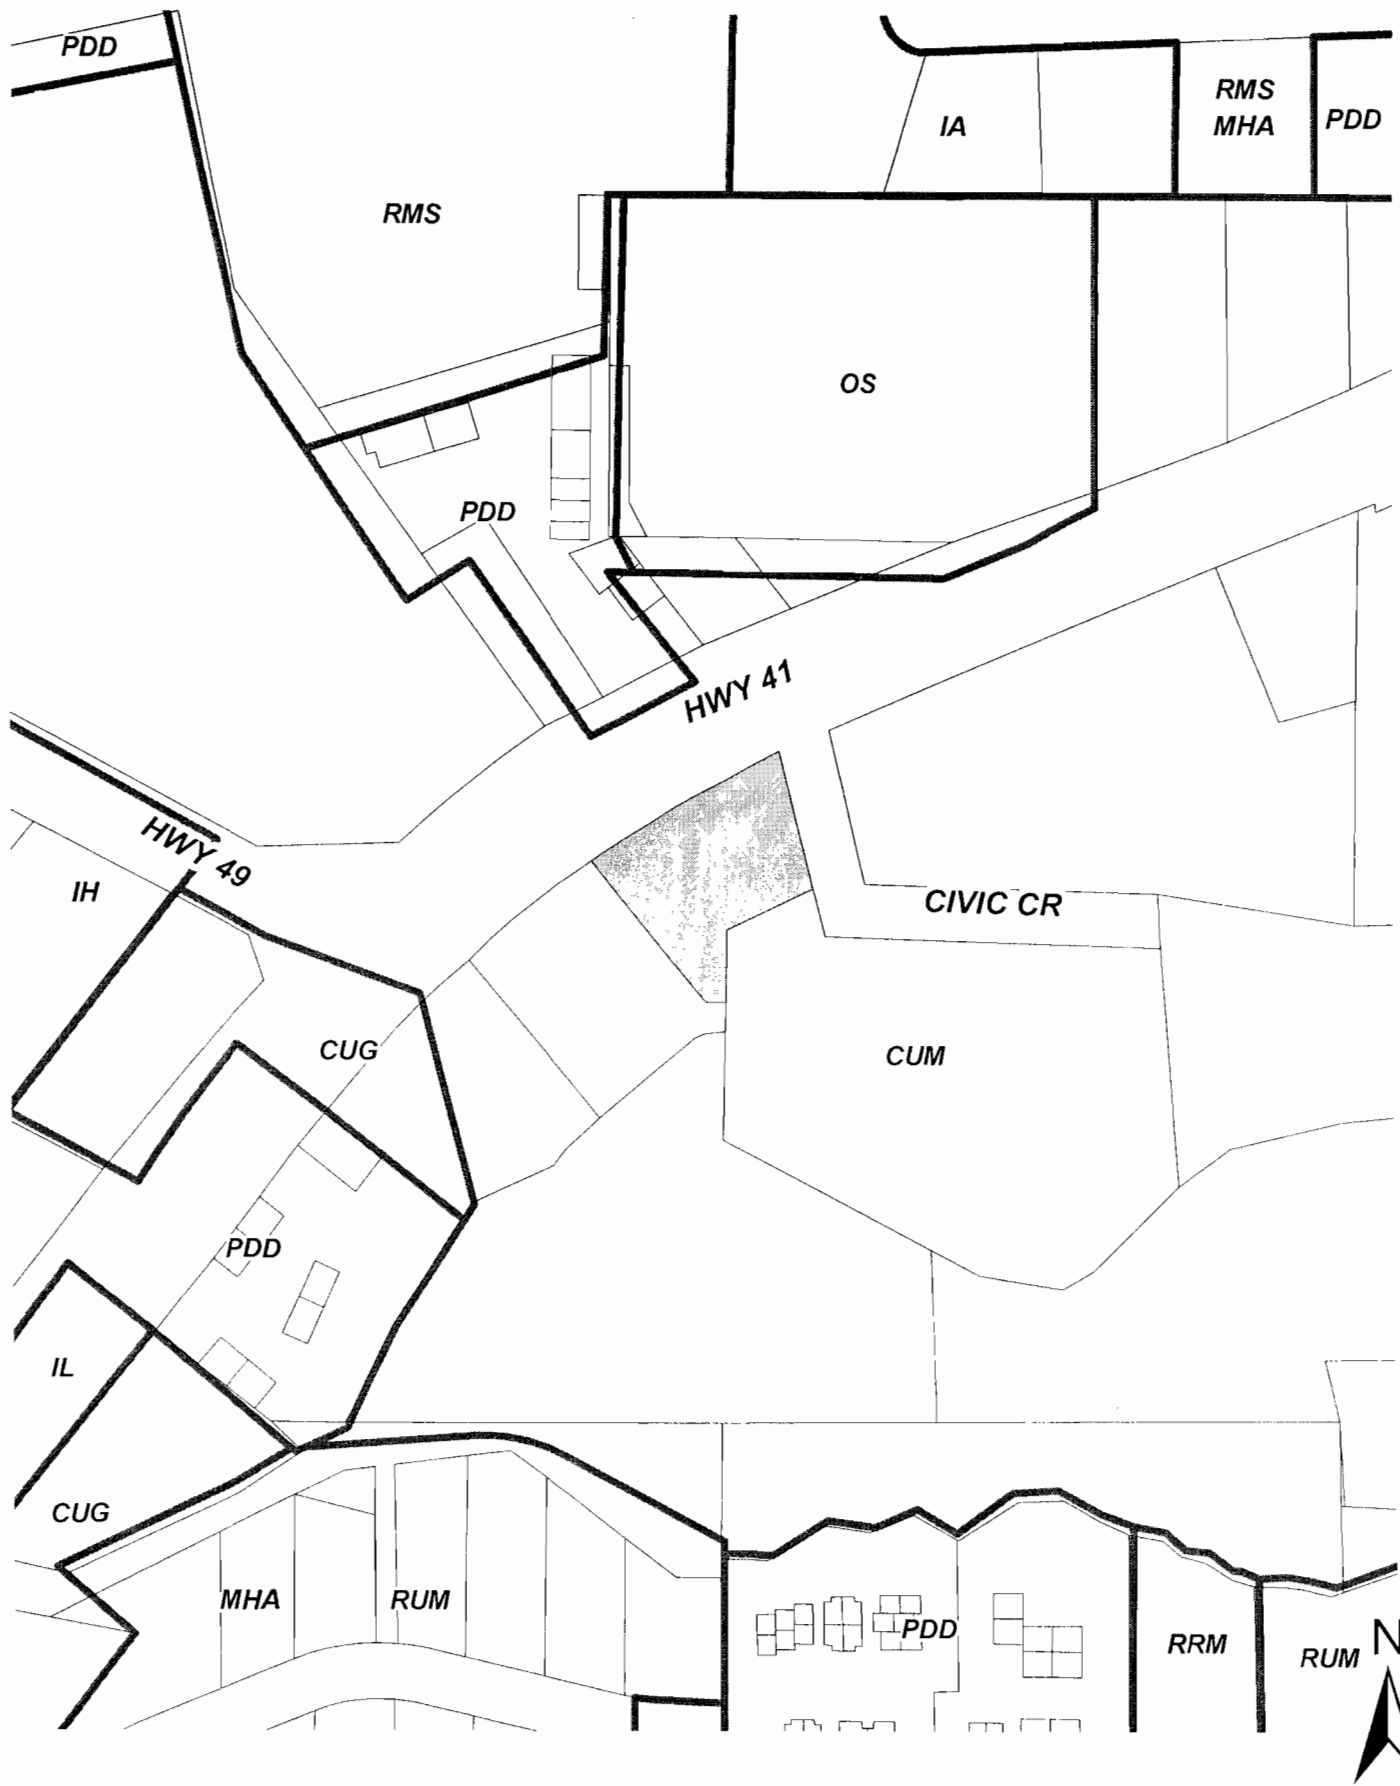 PDD
RMS
MHA
PDD
IA
RMS
OS
PDD
HWY 41
HWY 49
IH
CIVIC CR
CUG
CUM
PDD
IL
CUG
MHA
RUM
PDD
RRM
RUM
N